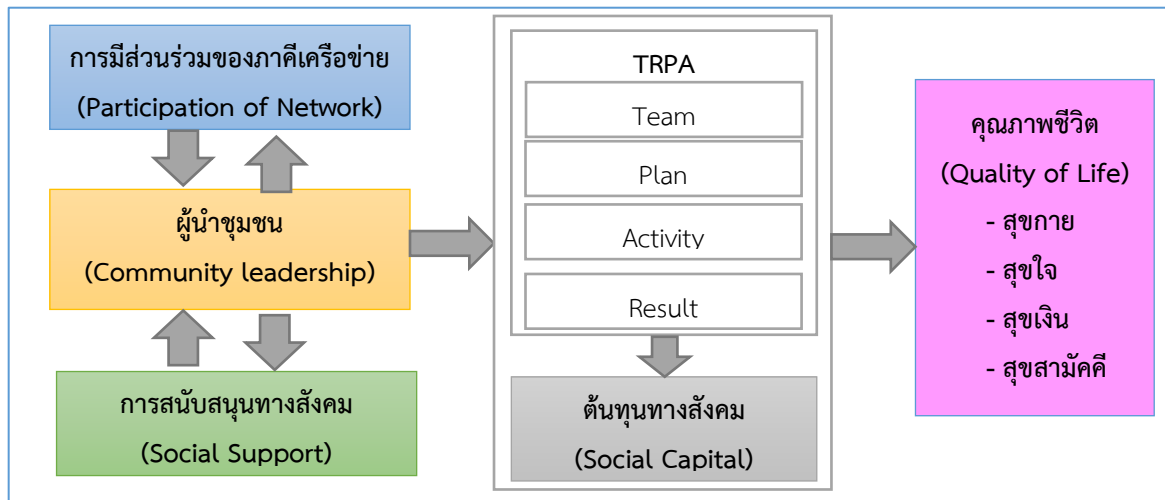 การมีส่วนร่วมของภาคีเครือข่าย
(Participation of Network)
ผู้นำชุมชน
(Community leadership)
การสนับสนุนทางสังคม
(Social Support)
TRPA
Team
Plan
Activity
Result
ต้นทุนทางสังคม
(Social Capital)
คุณภาพชีวิต
(Quality of Life)
- สุขกาย
- สุขใจ
- สุขเงิน
- สุขสามัคคี